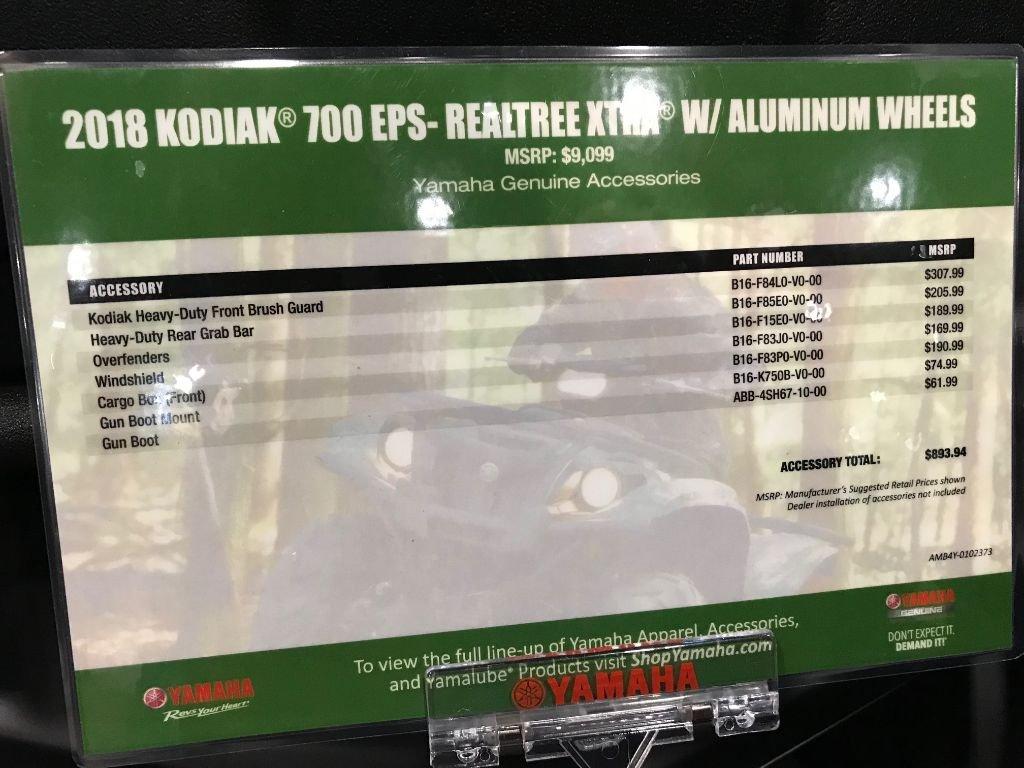 2018 KODIAK® 700 EPS- REALTREE XTRA® W/ ALUMINUM WHEELS
MSRP: $9,099
Yamaha Genuine Accessories
ACCESSORY PART NUMBER MSRP
Kodiak Heavy-Duty Front Brush Guard B16-F84L0-V0-00 $307.99
Heavy-Duty Rear Grab Bar B16-F85E0-V0-00 $205.99
Overfenders B16-F15E0-V0-00 $189.99
Windshield B16-F83J0-V0-00 $169.99
Cargo Box (Front) B16-F83P0-V0-00 $190.99
Gun Boot Mount B16-K750B-V0-00 $74.99
Gun Boot ABB-4SH67-10-00 $61.99
ACCESSORY TOTAL: $893.94
MSRP: Manufacturer's Suggested Retail Prices shown
Dealer installation of accessories not included
AMB4Y-0102373
YAMAHA
GENUINE
DON'T EXPECT IT.
DEMAND IT!
To view the full line-up of Yamaha Apparel, Accessories,
and Yamalube® Products visit ShopYamaha.com
YAMAHA
Revs Your Heart
YAMAHA